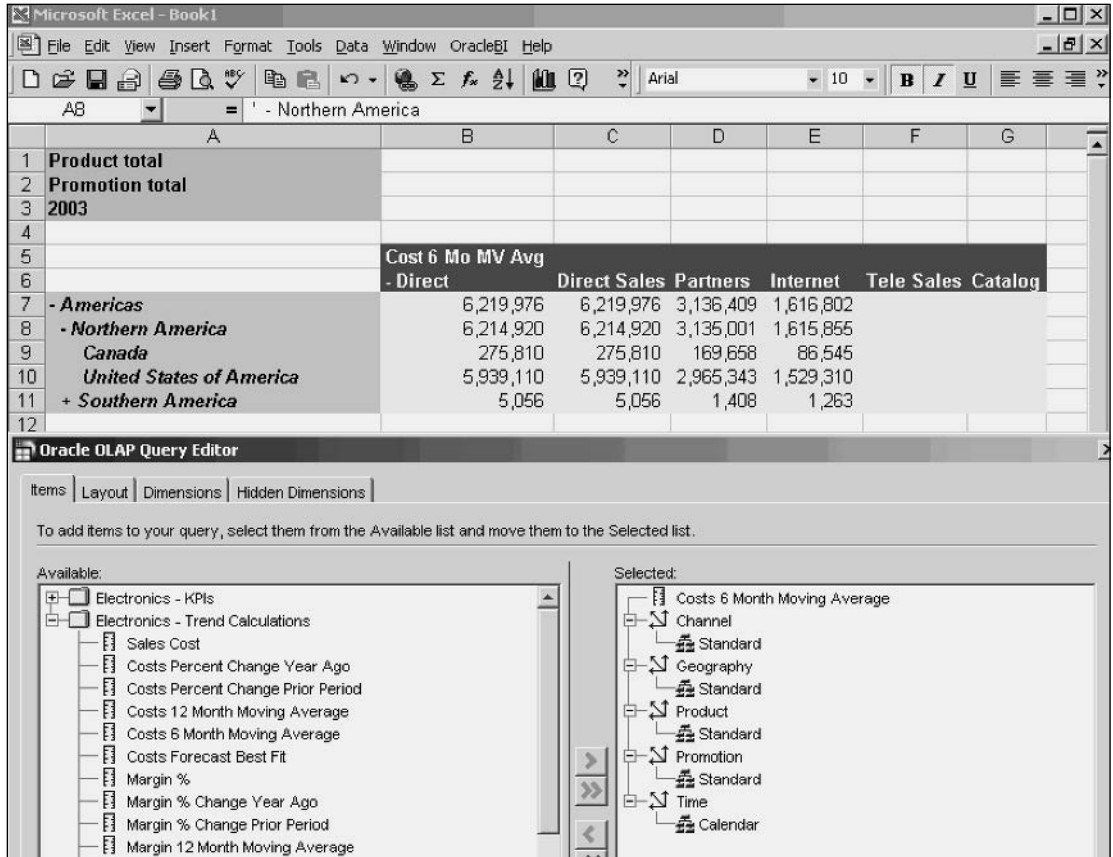 Microsoft Excel - Book1
File Edit View Insert Format Tools Data Window OracleBI Help
Arial 10 B I U
A8 = ' - Northern America
A B C D E F G
1 Product total
2 Promotion total
3 2003
4
5 Cost 6 Mo MV Avg
6 - Direct Direct Sales Partners Internet Tele Sales Catalog
7 - Americas 6,219,976 6,219,976 3,136,409 1,616,802
8 - Northern America 6,214,920 6,214,920 3,135,001 1,615,855
9 Canada 275,810 275,810 169,658 86,545
10 United States of America 5,939,110 5,939,110 2,965,343 1,529,310
11 + Southern America 5,056 5,056 1,408 1,263
12
Oracle OLAP Query Editor
Items Layout Dimensions Hidden Dimensions
To add items to your query, select them from the Available list and move them to the Selected list.
Available:
Electronics - KPIs
Electronics - Trend Calculations
Sales Cost
Costs Percent Change Year Ago
Costs Percent Change Prior Period
Costs 12 Month Moving Average
Costs 6 Month Moving Average
Costs Forecast Best Fit
Margin %
Margin % Change Year Ago
Margin % Change Prior Period
Margin 12 Month Moving Average
Selected:
Costs 6 Month Moving Average
Channel
Standard
Geography
Standard
Product
Standard
Promotion
Standard
Time
Calendar